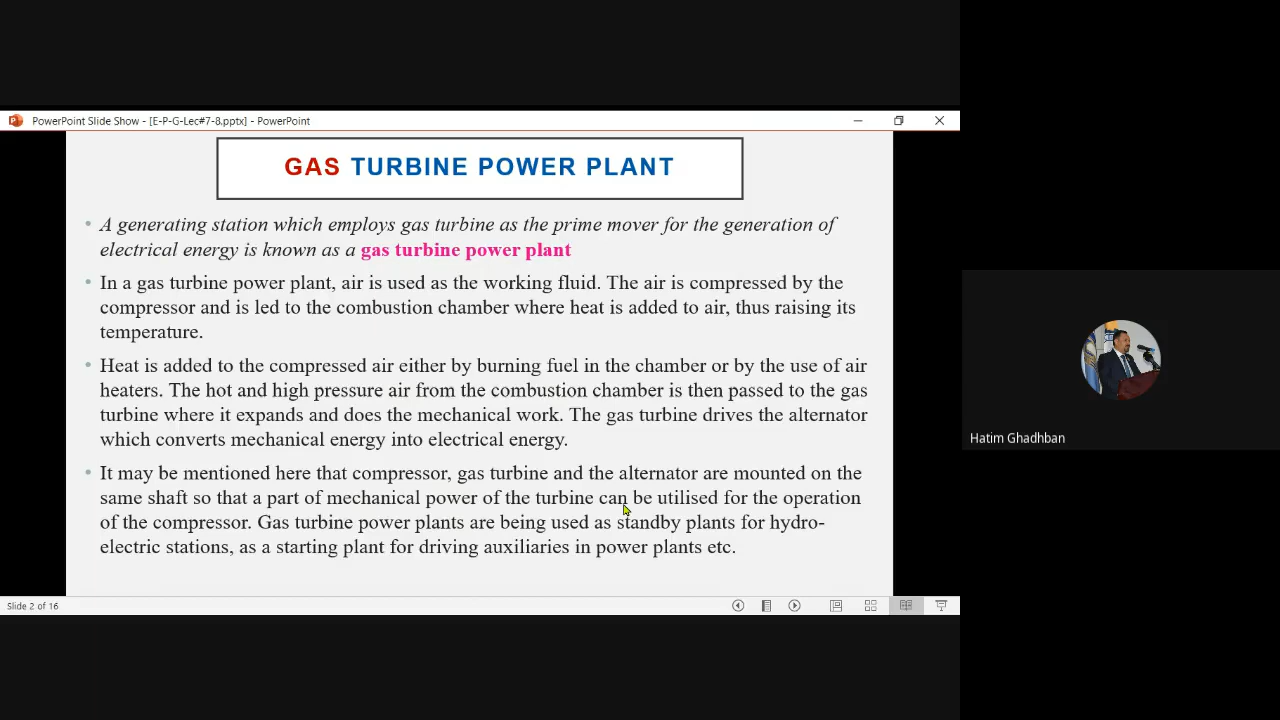 PowerPoint Slide Show - [E-P-G-Lec#7-8.pptx] - PowerPoint
GAS TURBINE POWER PLANT
• A generating station which employs gas turbine as the prime mover for the generation of
electrical energy is known as a gas turbine power plant
• In a gas turbine power plant, air is used as the working fluid. The air is compressed by the
compressor and is led to the combustion chamber where heat is added to air, thus raising its
temperature.
• Heat is added to the compressed air either by burning fuel in the chamber or by the use of air
heaters. The hot and high pressure air from the combustion chamber is then passed to the gas
turbine where it expands and does the mechanical work. The gas turbine drives the alternator
which converts mechanical energy into electrical energy.
• It may be mentioned here that compressor, gas turbine and the alternator are mounted on the
same shaft so that a part of mechanical power of the turbine can be utilised for the operation
of the compressor. Gas turbine power plants are being used as standby plants for hydro-
electric stations, as a starting plant for driving auxiliaries in power plants etc.
Slide 2 of 16
Hatim Ghadhban